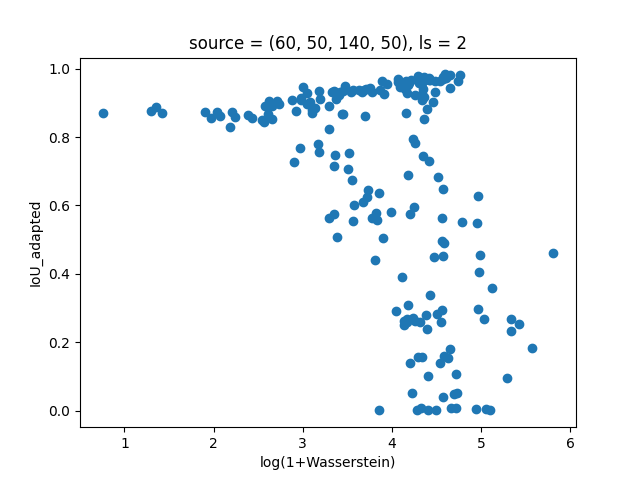 source = (60, 50, 140, 50), ls = 2
IoU_adapted
1.0
0.8
0.6
0.4
0.2
0.0
1 2 3 4 5 6
log(1+Wasserstein)